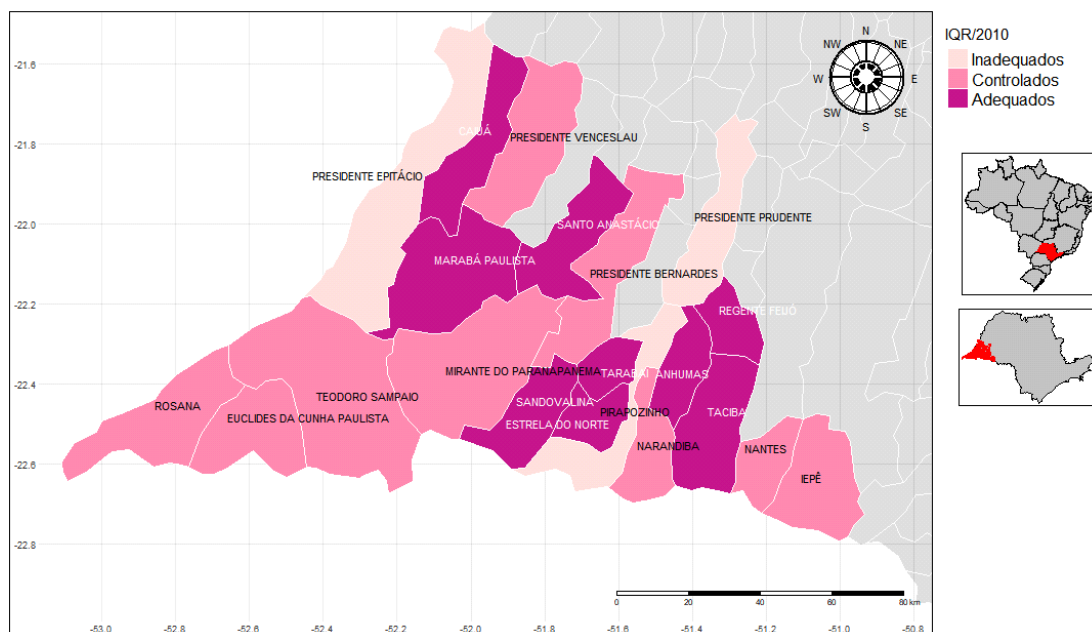 IQR/2010
Inadequados
Controlados
Adequados
N
NW
NE
W
E
SW
SE
S
-21.6
-21.8
-22.0
-22.2
-22.4
-22.6
-22.8
CAIUÁ
PRESIDENTE VENCESLAU
PRESIDENTE EPITÁCIO
PRESIDENTE PRUDENTE
SANTO ANASTÁCIO
MARABÁ PAULISTA
PRESIDENTE BERNARDES
REGENTE FEIJÓ
MIRANTE DO PARANAPANEMA
TARABAI
ANHUMAS
TEODORO SAMPAIO
SANDOVALINA
ROSANA
PIRAPOZINHO
TACIBA
EUCLIDES DA CUNHA PAULISTA
ESTRELA DO NORTE
NARANDIBA
NANTES
IEPÊ
0
20
40
60
80 km
-53.0
-52.8
-52.6
-52.4
-52.2
-52.0
-51.8
-51.6
-51.4
-51.2
-51.0
-50.8